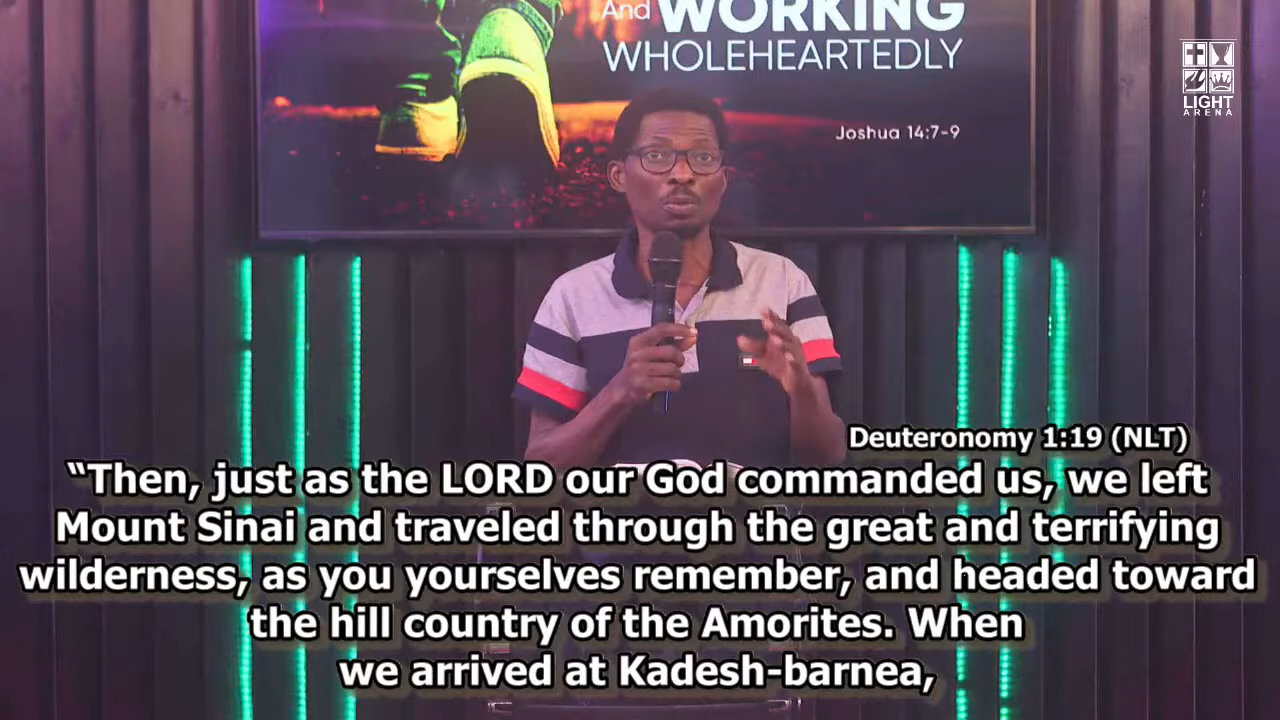 And WORKING
WHOLEHEARTEDLY
Joshua 14:7-9
LIGHT
ARENA
Deuteronomy 1:19 (NLT)
“Then, just as the LORD our God commanded us, we left
Mount Sinai and traveled through the great and terrifying
wilderness, as you yourselves remember, and headed toward
the hill country of the Amorites. When
we arrived at Kadesh-barnea,